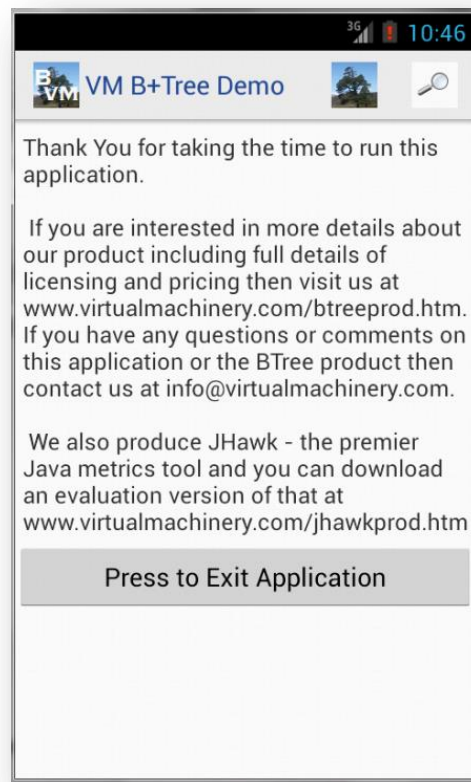 3G 10:46
B VM VM B+Tree Demo
Thank You for taking the time to run this
application.
If you are interested in more details about
our product including full details of
licensing and pricing then visit us at
www.virtualmachinery.com/btreeprod.htm.
If you have any questions or comments on
this application or the BTree product then
contact us at info@virtualmachinery.com.
We also produce JHawk - the premier
Java metrics tool and you can download
an evaluation version of that at
www.virtualmachinery.com/jhawkprod.htm
Press to Exit Application